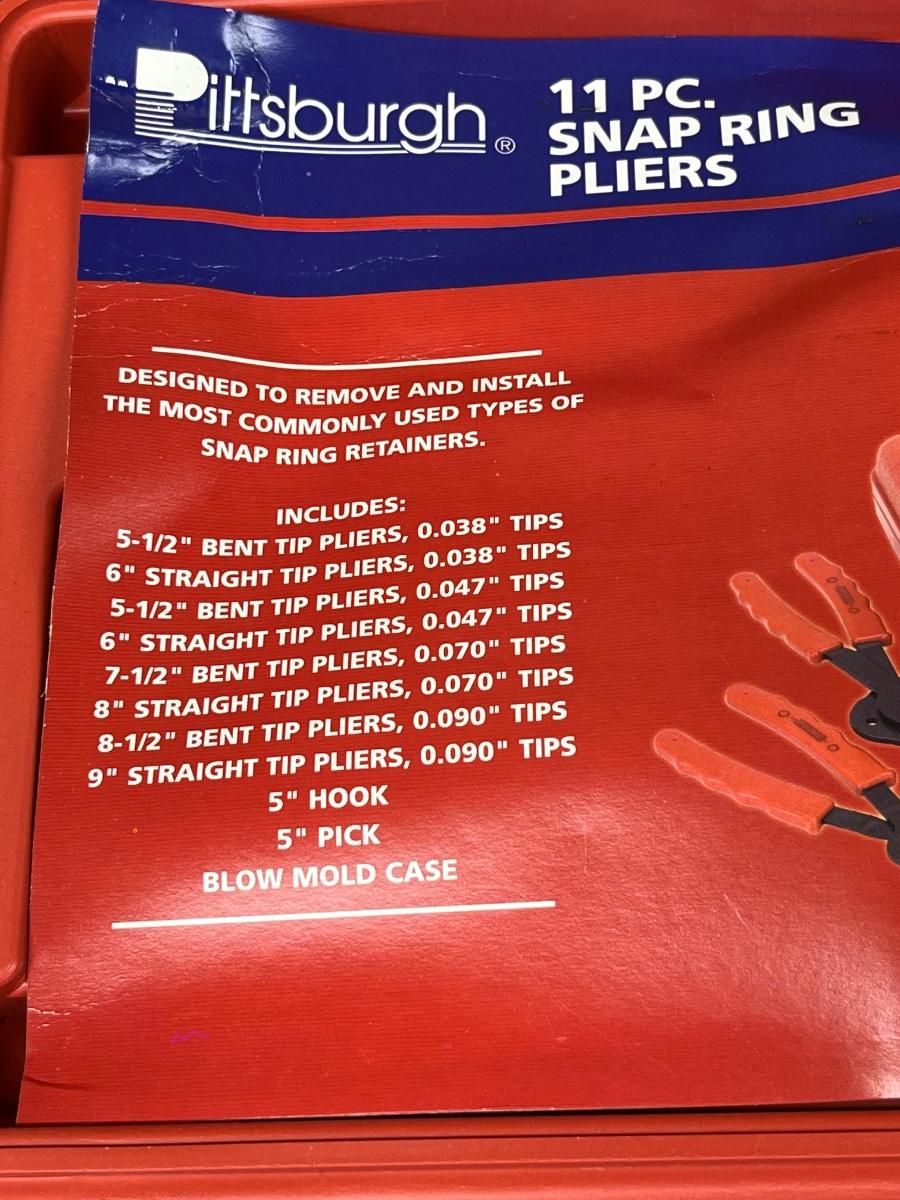 Pittsburgh®
11 PC.
SNAP RING
PLIERS
DESIGNED TO REMOVE AND INSTALL
THE MOST COMMONLY USED TYPES OF
SNAP RING RETAINERS.
INCLUDES:
5-1/2" BENT TIP PLIERS, 0.038" TIPS
6" STRAIGHT TIP PLIERS, 0.038" TIPS
5-1/2" BENT TIP PLIERS, 0.047" TIPS
6" STRAIGHT TIP PLIERS, 0.047" TIPS
7-1/2" BENT TIP PLIERS, 0.070" TIPS
8" STRAIGHT TIP PLIERS, 0.070" TIPS
8-1/2" BENT TIP PLIERS, 0.090" TIPS
9" STRAIGHT TIP PLIERS, 0.090" TIPS
5" HOOK
5" PICK
BLOW MOLD CASE